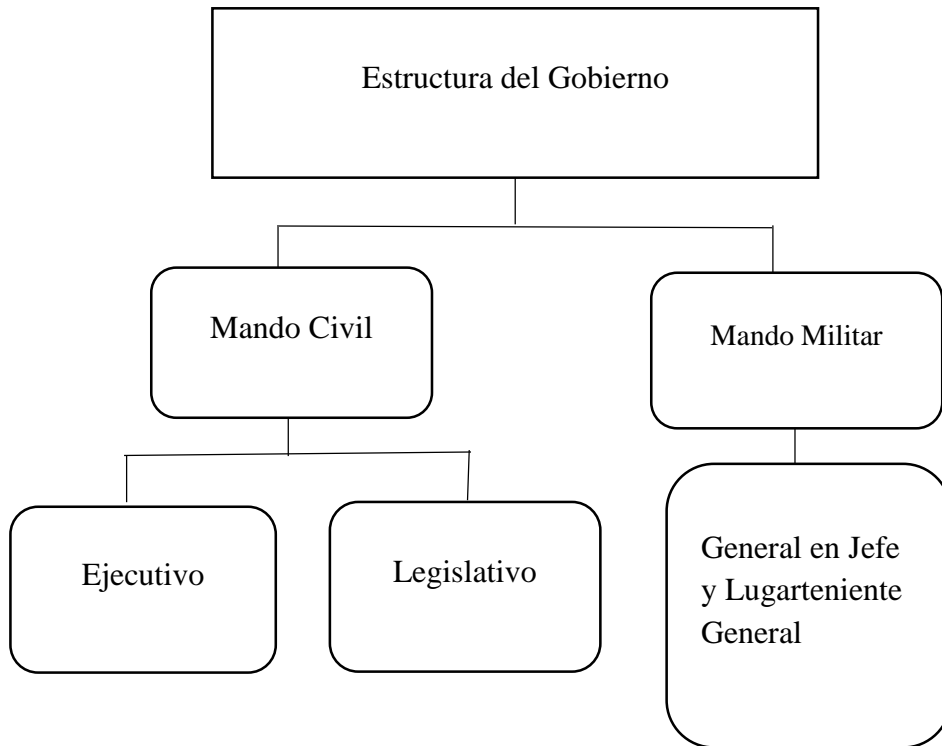 Estructura del Gobierno
Mando Civil
Mando Militar
Ejecutivo
Legislativo
General en Jefe
y Lugarteniente
General